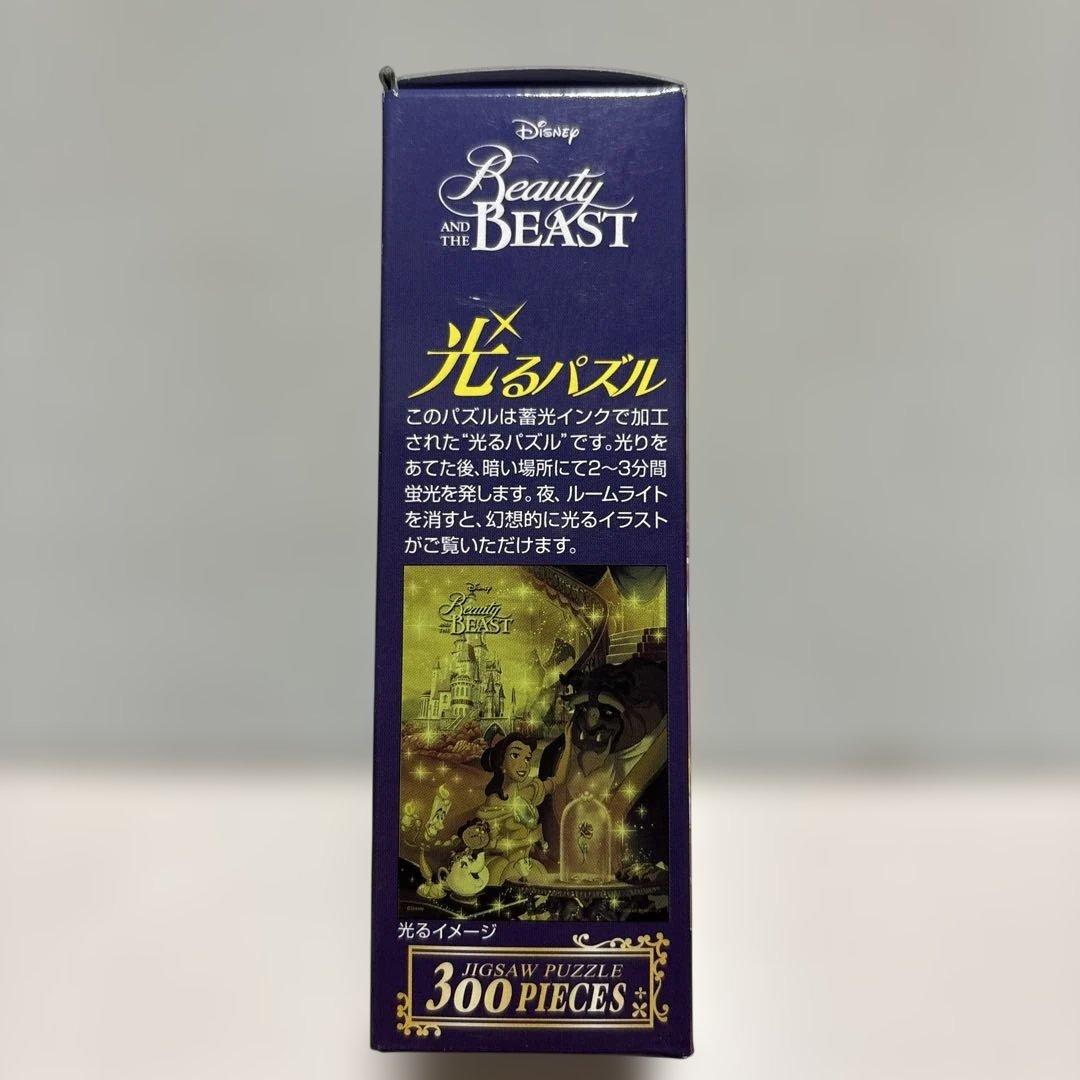 Disney
Beauty
AND THE BEAST
光るパズル
このパズルは蓄光インクで加工
された“光るパズル”です。光りを
あてた後、暗い場所にて2〜3分間
蛍光を発します。夜、ルームライト
を消すと、幻想的に光るイラスト
がご覧いただけます。
Disney
Beauty
AND THE BEAST
©Disney
光るイメージ
JIGSAW PUZZLE
300 PIECES